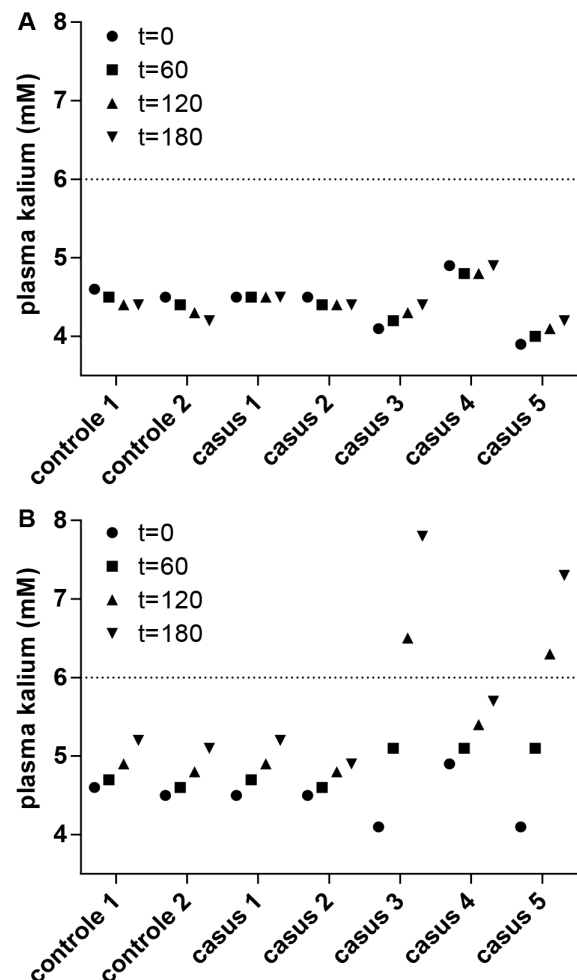 A
8
t=0
t=60
7
t=120
t=180
6
5
4
plasma kalium (mM)
controle 1
controle 2
casus 1
casus 2
casus 3
casus 4
casus 5
B
8
t=0
t=60
7
t=120
t=180
6
5
4
plasma kalium (mM)
controle 1
controle 2
casus 1
casus 2
casus 3
casus 4
casus 5